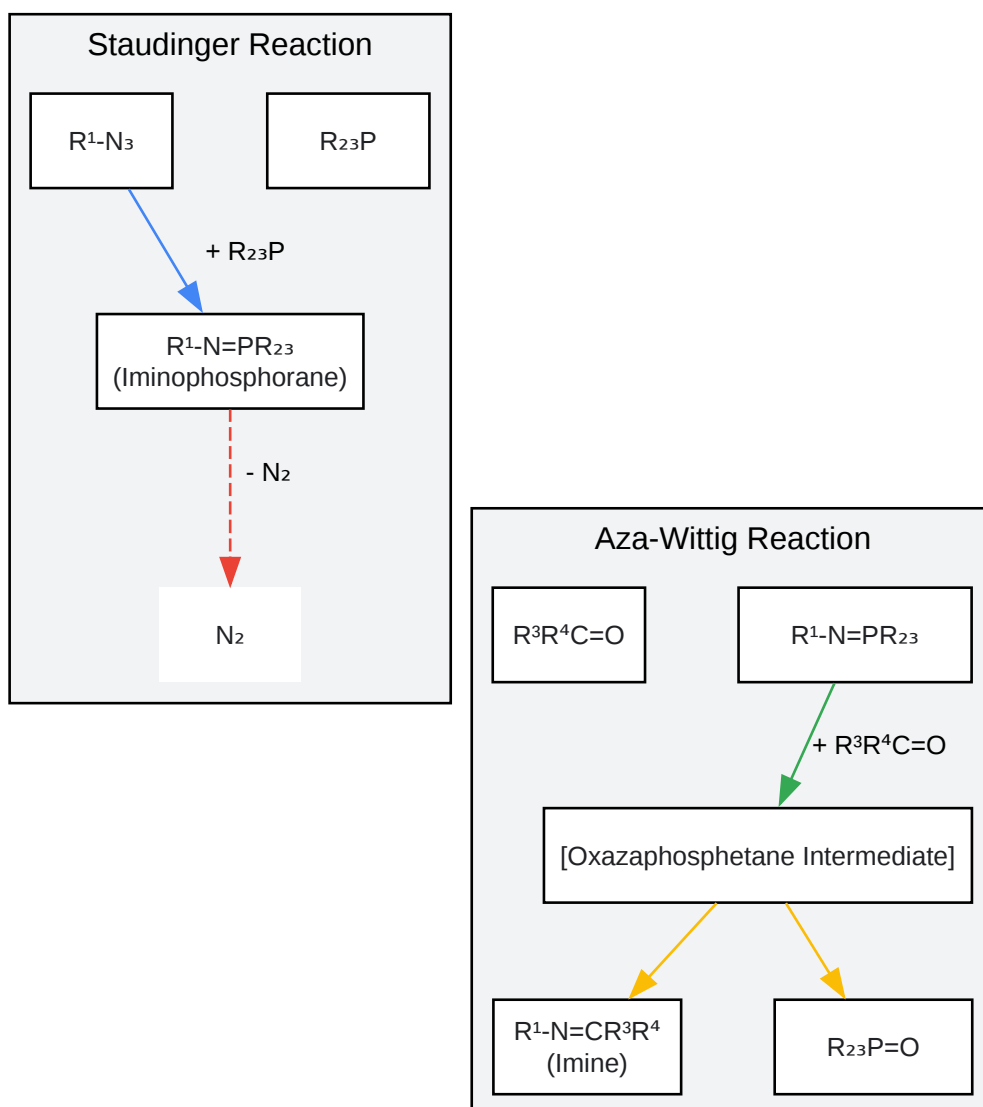 Staudinger Reaction
R¹-N₃
R₂₃P
+ R₂₃P
R¹-N=PR₂₃
(Iminophosphorane)
- N₂
N₂
Aza-Wittig Reaction
R³R⁴C=O
R¹-N=PR₂₃
+ R³R⁴C=O
[Oxazaphosphetane Intermediate]
R¹-N=CR³R⁴
(Imine)
R₂₃P=O